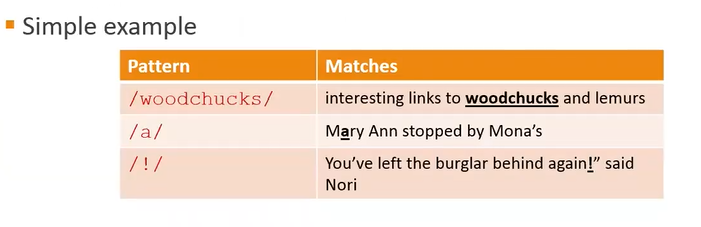 Simple example
Pattern Matches
/woodchucks/ interesting links to woodchucks and lemurs
/a/ Mary Ann stopped by Mona’s
/!/ You’ve left the burglar behind again!” said
Nori